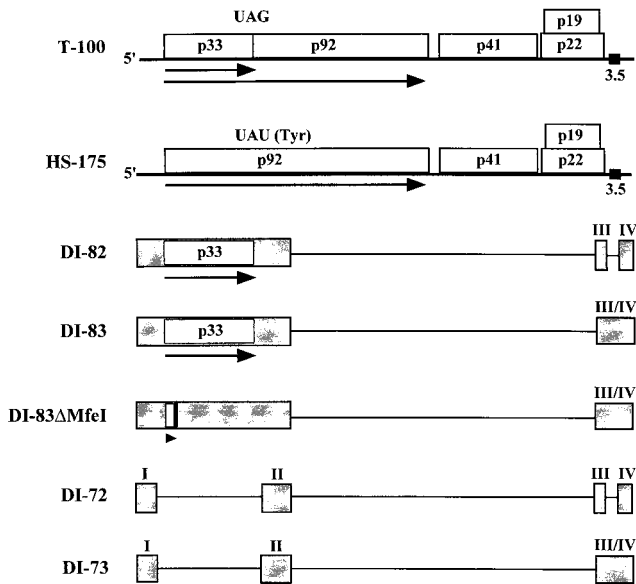 UAG
p19
T-100 5' p33 p92 p41 p22
3.5
UAU (Tyr)
p19
HS-175 5' p92 p41 p22
3.5
III IV
DI-82 p33
III/IV
DI-83 p33
III/IV
DI-83ΔMfeI
I II III IV
DI-72
I II III/IV
DI-73